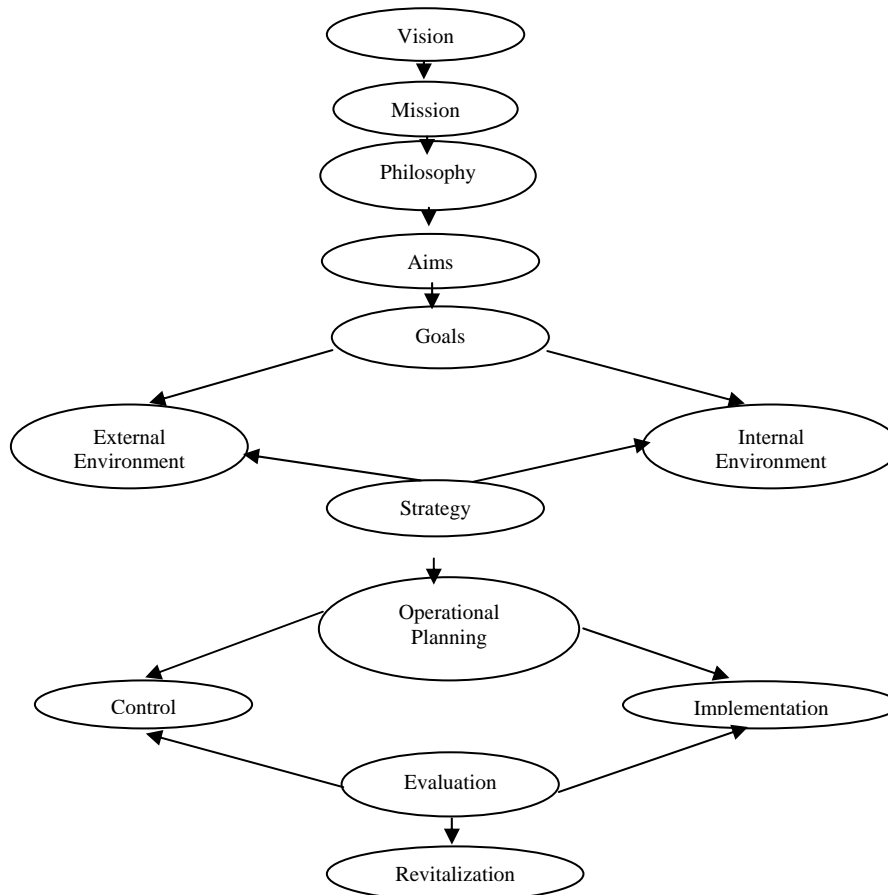 Vision
Mission
Philosophy
Aims
Goals
External
Environment
Internal
Environment
Strategy
Operational
Planning
Control
Implementation
Evaluation
Revitalization